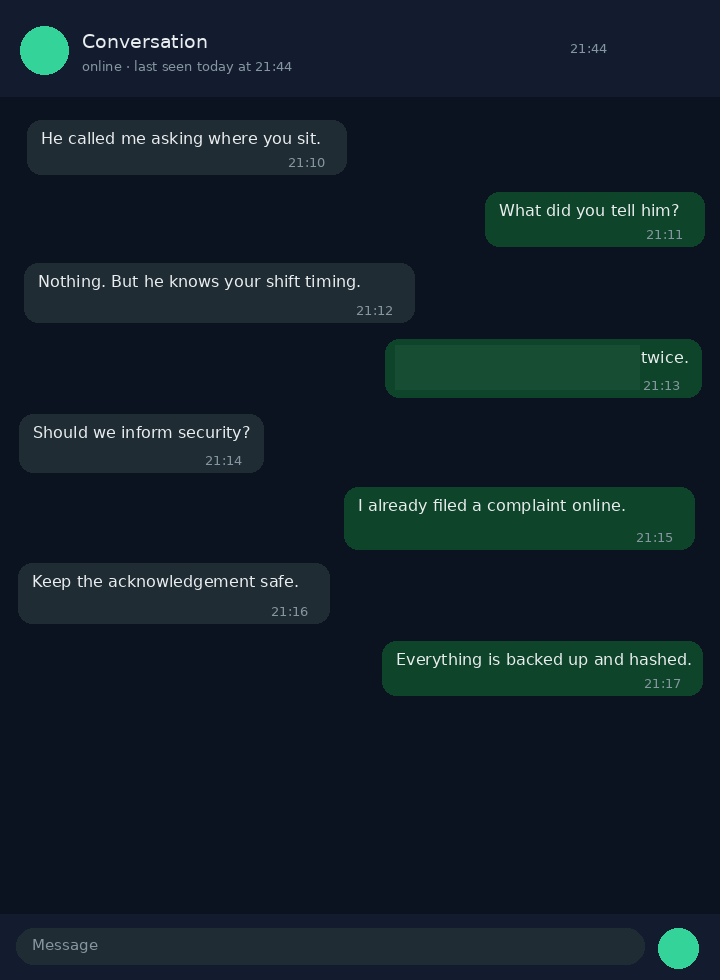 Conversation
online · last seen today at 21:44
21:44
He called me asking where you sit.
21:10
What did you tell him?
21:11
Nothing. But he knows your shift timing.
21:12
twice.
21:13
Should we inform security?
21:14
I already filed a complaint online.
21:15
Keep the acknowledgement safe.
21:16
Everything is backed up and hashed.
21:17
Message